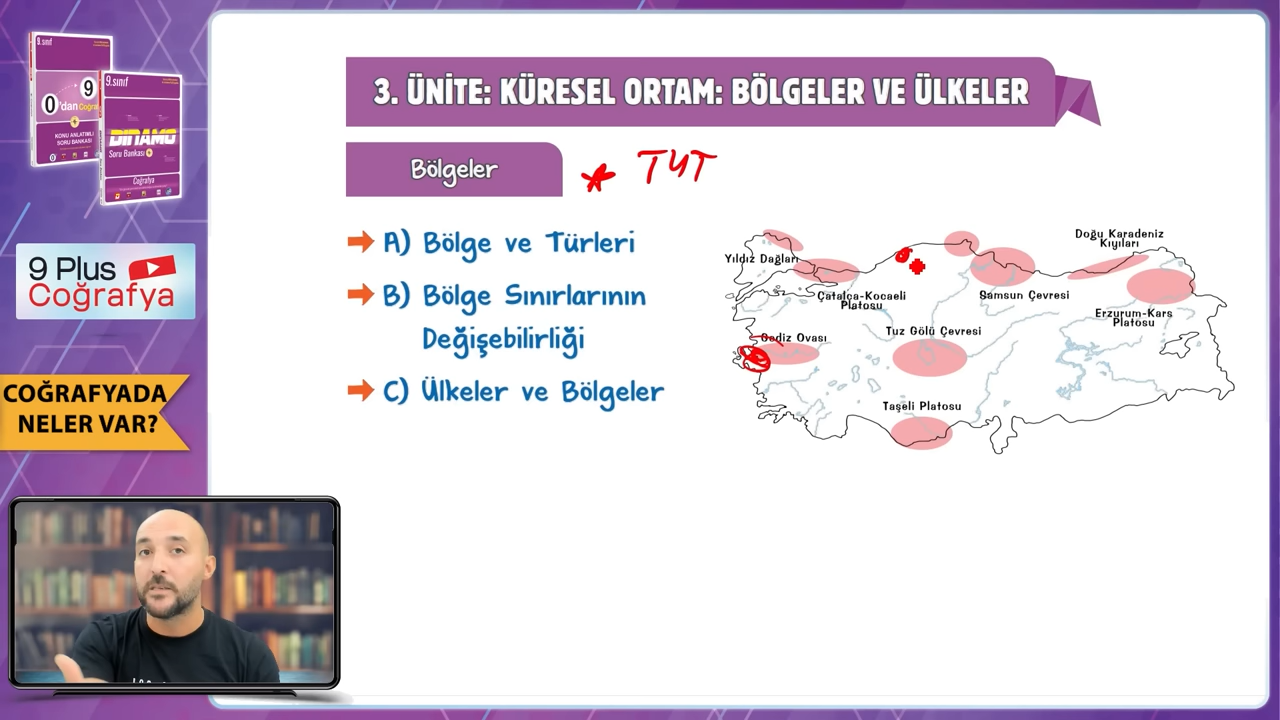 9.sınıf
9
0'dan Coğraf
KONU ANLATIMLI
SORU BANKASI
9.sınıf
DINAMO
Soru Bankası
Coğrafya
9 Plus
Coğrafya
COĞRAFYADA
NELER VAR?
3. ÜNİTE: KÜRESEL ORTAM: BÖLGELER VE ÜLKELER
Bölgeler
* TYT
A) Bölge ve Türleri
B) Bölge Sınırlarının
Değişebilirliği
C) Ülkeler ve Bölgeler
Yıldız Dağları
Doğu Karadeniz
Kıyıları
Çatalca-Kocaeli
Platosu
Samsun Çevresi
Erzurum-Kars
Platosu
Gediz Ovası
Tuz Gölü Çevresi
Taşeli Platosu